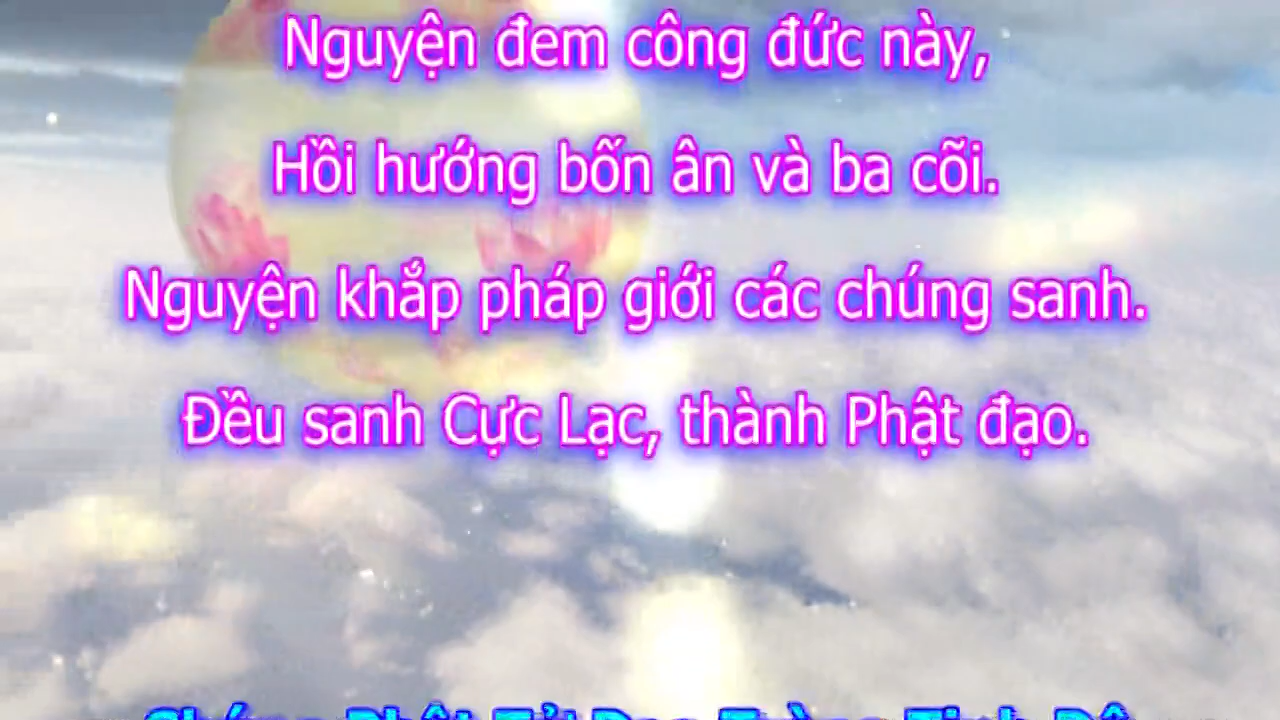 Nguyện đem công đức này,
Hồi hướng bốn ân và ba cõi.
Nguyện khắp pháp giới các chúng sanh.
Đều sanh Cực Lạc, thành Phật đạo.